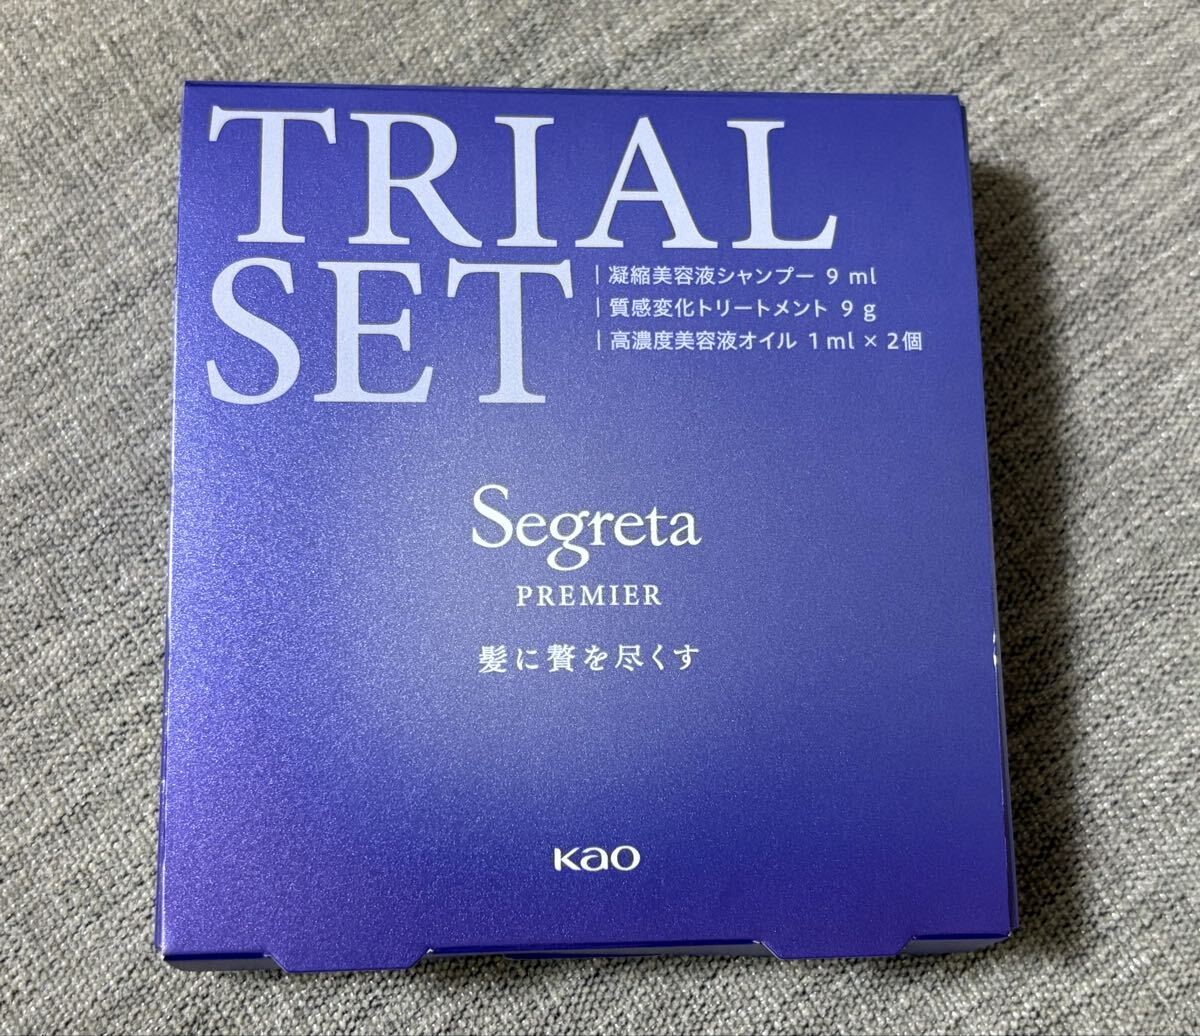 TRIAL
SET
| 凝縮美容液シャンプー 9 ml
| 質感変化トリートメント 9 g
| 高濃度美容液オイル 1ml × 2個
Segreta
PREMIER
髪に贅を尽くす
Kao